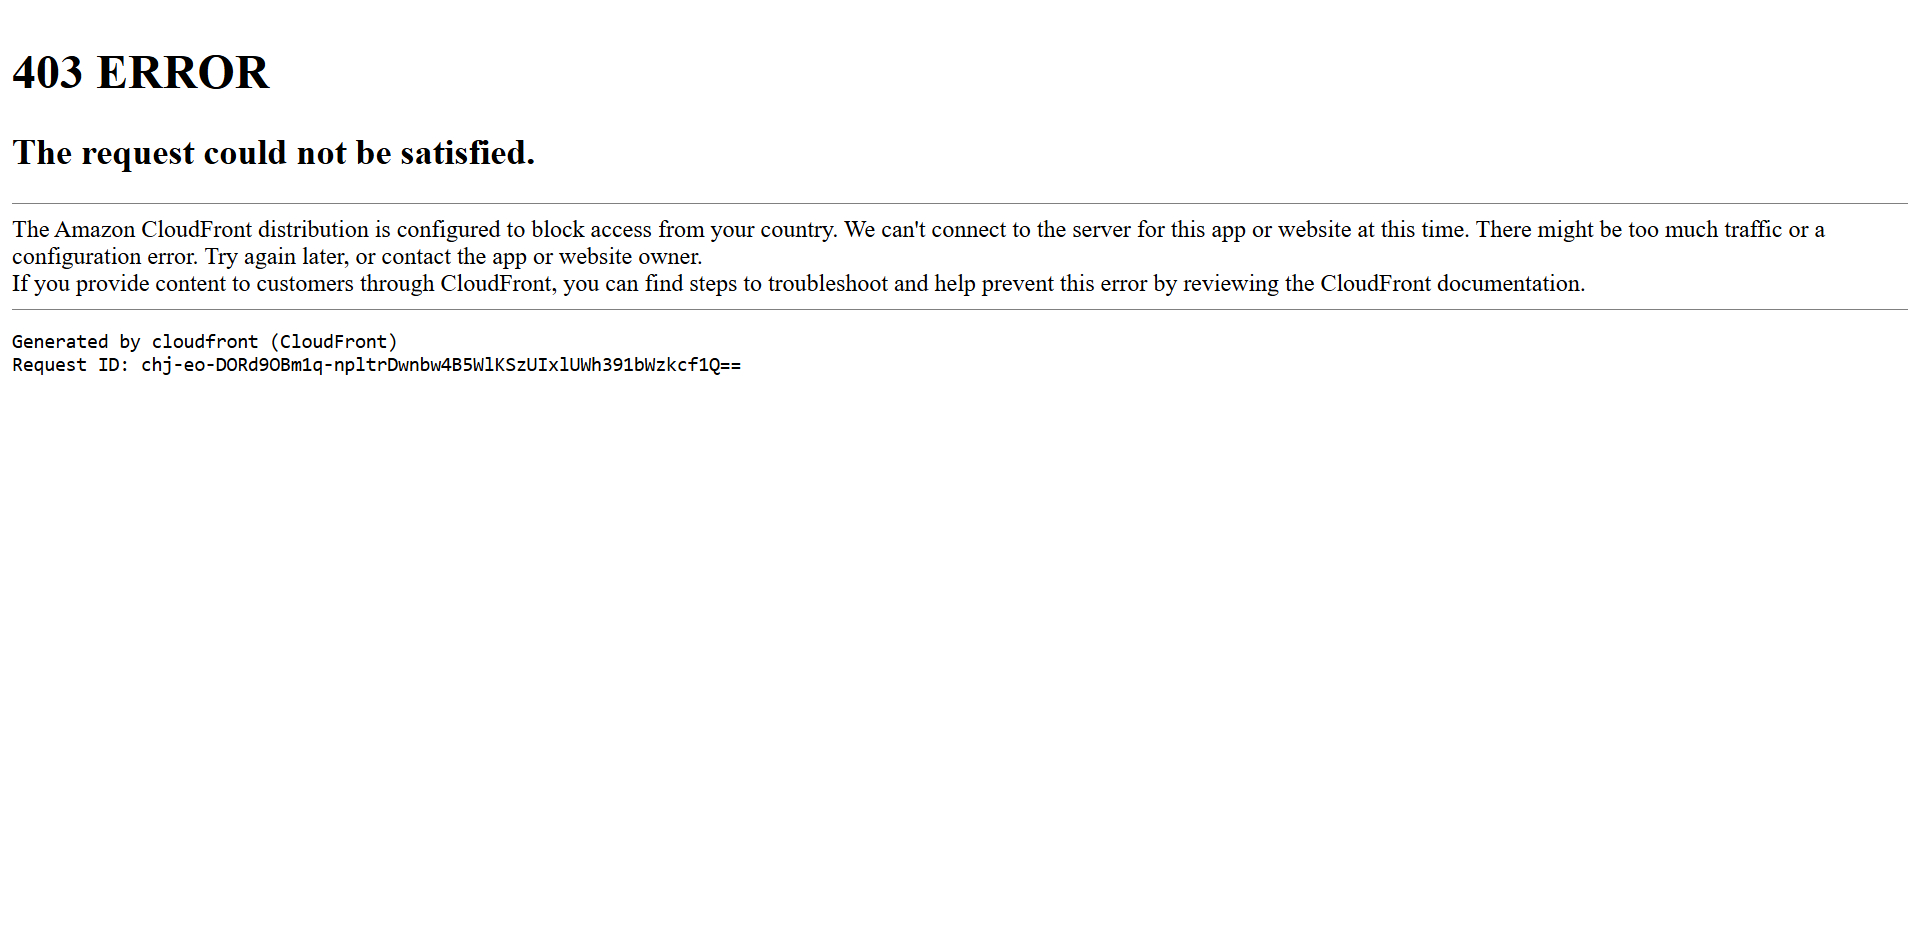 403 ERROR
The request could not be satisfied.
The Amazon CloudFront distribution is configured to block access from your country. We can't connect to the server for this app or website at this time. There might be too much traffic or a
configuration error. Try again later, or contact the app or website owner.
If you provide content to customers through CloudFront, you can find steps to troubleshoot and help prevent this error by reviewing the CloudFront documentation.
Generated by cloudfront (CloudFront)
Request ID: chj-eo-DORd9OBm1q-npltrDwnbw4B5WlKSzUIxlUWh391bWzkcf1Q==